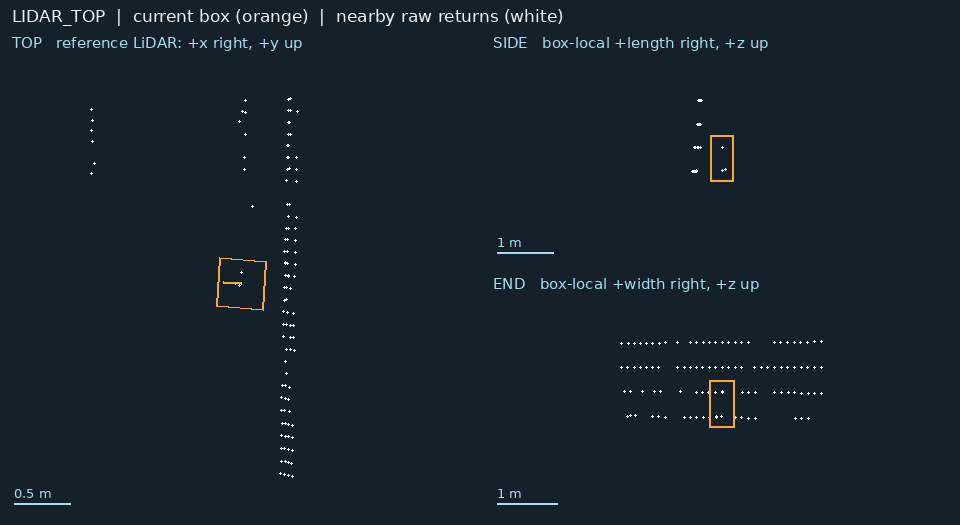 LIDAR_TOP  |  current box (orange)  |  nearby raw returns (white)
TOP   reference LiDAR: +x right, +y up
SIDE   box-local +length right, +z up
1 m
END   box-local +width right, +z up
0.5 m
1 m